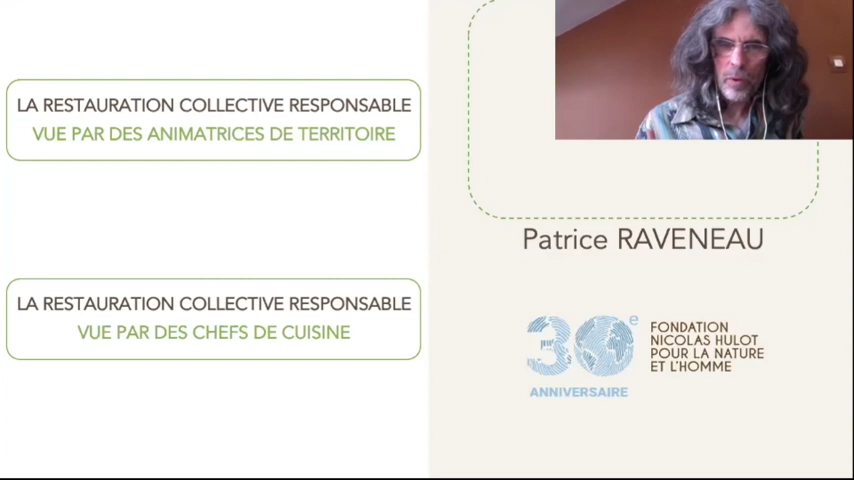 LA RESTAURATION COLLECTIVE RESPONSABLE
VUE PAR DES ANIMATRICES DE TERRITOIRE
LA RESTAURATION COLLECTIVE RESPONSABLE
VUE PAR DES CHEFS DE CUISINE
Patrice RAVENEAU
30e
ANNIVERSAIRE
FONDATION
NICOLAS HULOT
POUR LA NATURE
ET L'HOMME